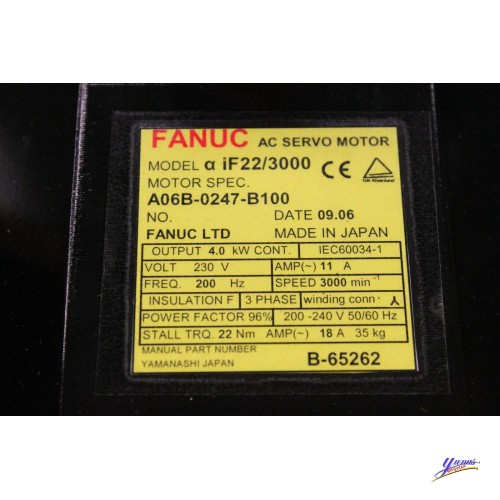 FANUC AC SERVO MOTOR
MODEL α iF22/3000
MOTOR SPEC.
A06B-0247-B100
NO. DATE 09.06
FANUC LTD MADE IN JAPAN
OUTPUT 4.0 kW CONT. IEC60034-1
VOLT 230 V AMP(~) 11 A
FREQ. 200 Hz SPEED 3000 min⁻¹
INSULATION F 3 PHASE winding conn.
POWER FACTOR 96% 200 -240 V 50/60 Hz
STALL TRQ. 22 Nm AMP(~) 18 A 35 kg
MANUAL PART NUMBER
YAMANASHI JAPAN B-65262